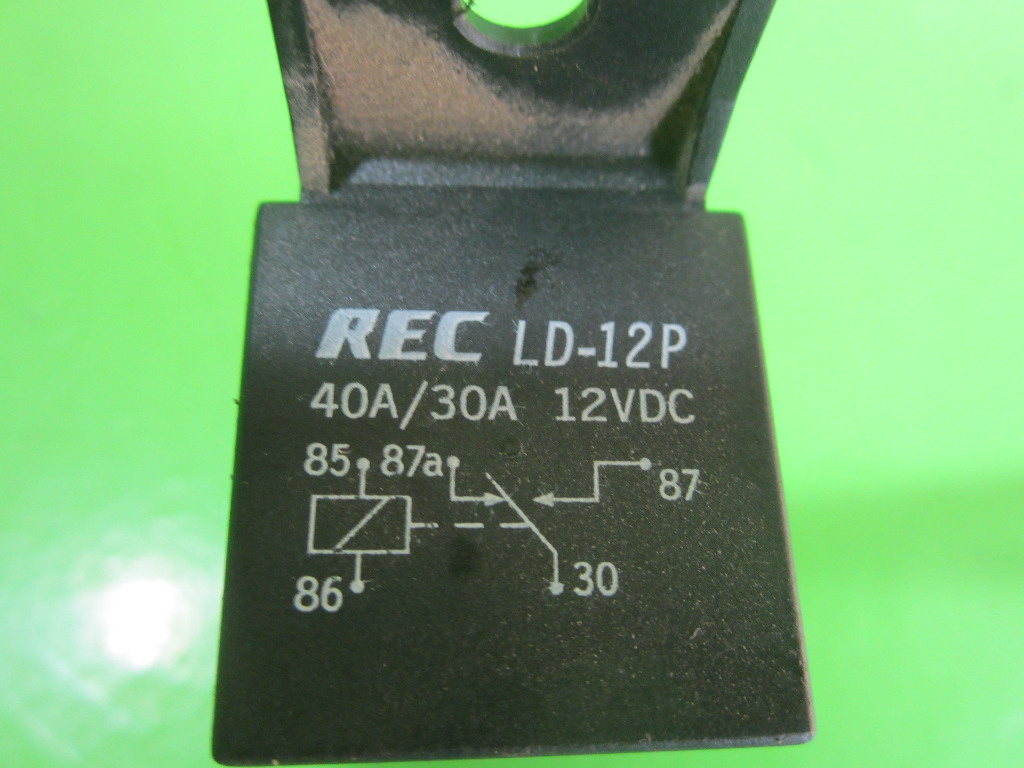 REC LD-12P
40A/30A 12VDC
85 87a 87
86 30